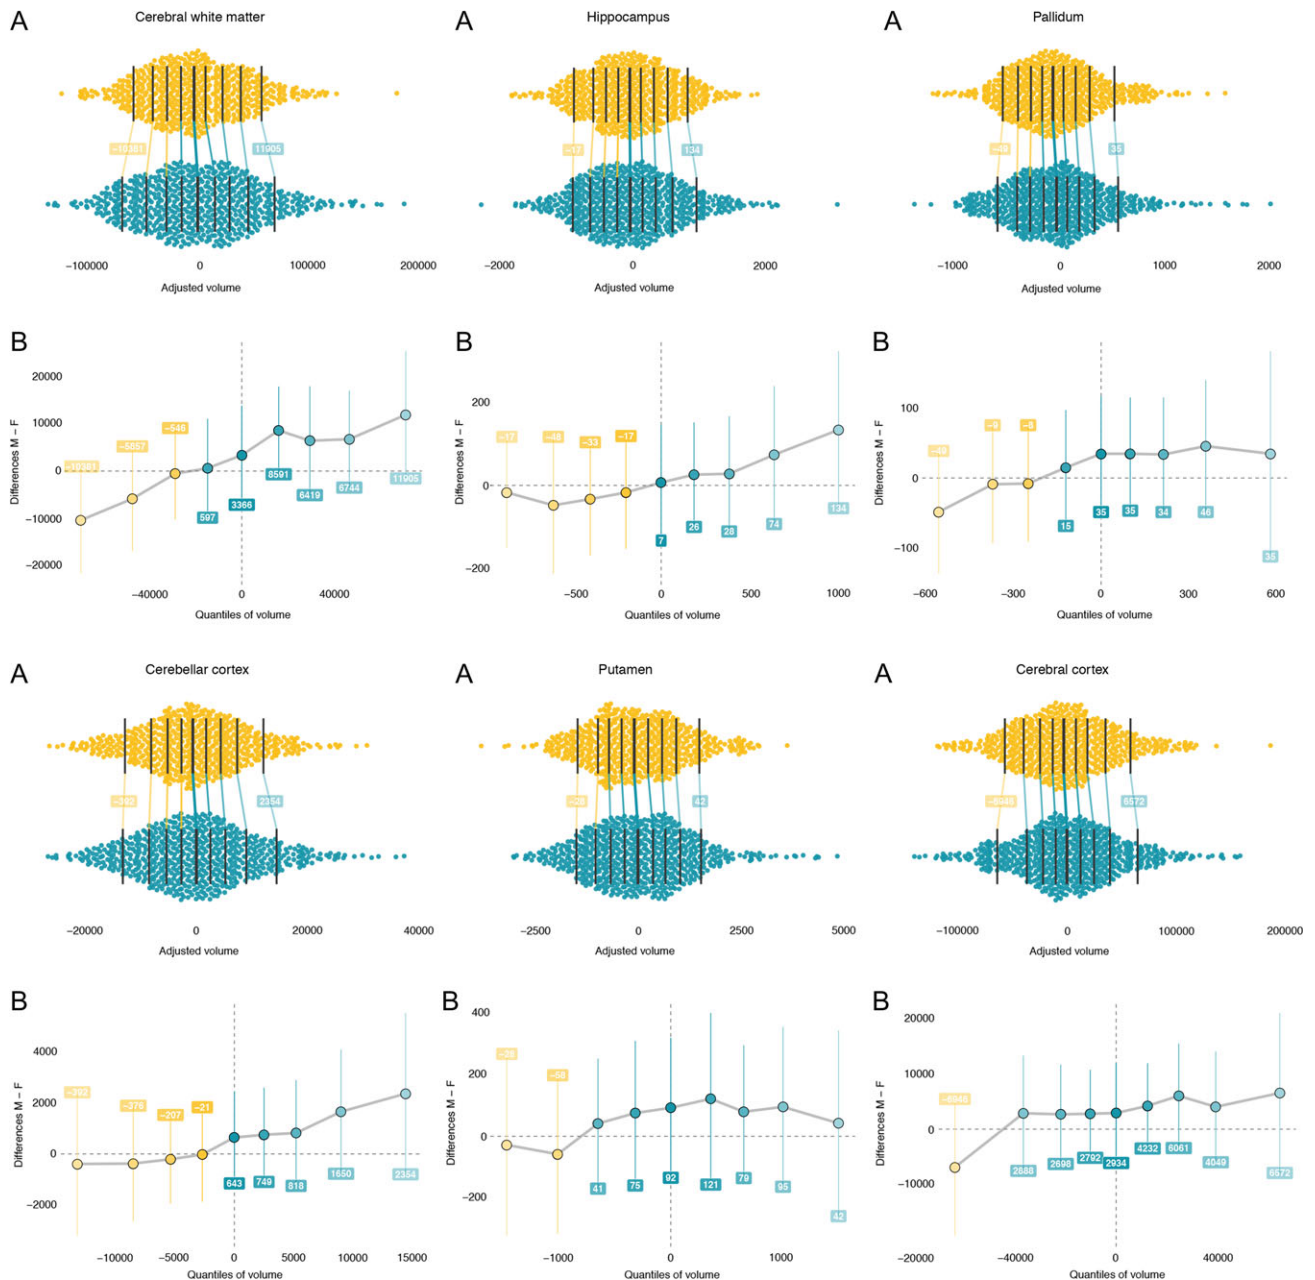 A Cerebral white matter
−10381 11905
−100000 0 100000 200000
Adjusted volume
A Hippocampus
−17 134
−2000 0 2000
Adjusted volume
A Pallidum
−49 35
−1000 0 1000 2000
Adjusted volume
B
Differences M − F
20000
10000
0
−10000
−20000
−10381 −5857 −546 597 3366 8591 6419 6744 11905
−40000 0 40000
Quantiles of volume
B
Differences M − F
200
0
−200
−17 −48 −33 −17 7 26 28 74 134
−500 0 500 1000
Quantiles of volume
B
Differences M − F
100
0
−100
−49 −9 −8 15 35 35 34 46 35
−600 −300 0 300 600
Quantiles of volume
A Cerebellar cortex
−392 2354
−20000 0 20000 40000
Adjusted volume
A Putamen
−28 42
−2500 0 2500 5000
Adjusted volume
A Cerebral cortex
−6948 6572
−100000 0 100000 200000
Adjusted volume
B
Differences M − F
4000
2000
0
−2000
−392 −376 −207 −21 643 749 818 1650 2354
−10000 −5000 0 5000 10000 15000
Quantiles of volume
B
Differences M − F
400
200
0
−200
−28 −58 41 75 92 121 79 95 42
−1000 0 1000
Quantiles of volume
B
Differences M − F
20000
10000
0
−10000
−20000
−6948 2688 2698 2792 2934 4232 6061 4049 6572
−40000 0 40000
Quantiles of volume